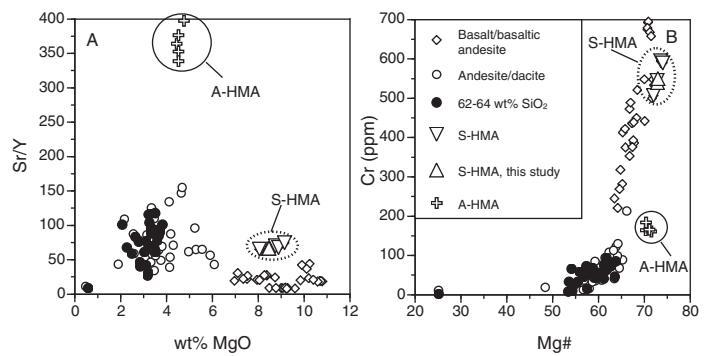 400
350
300
250
200
150
100
50
0
Sr/Y
A
A-HMA
S-HMA
0 2 4 6 8 10 12
wt% MgO
Basalt/basaltic
andesite
Andesite/dacite
62-64 wt% SiO₂
S-HMA
S-HMA, this study
A-HMA
700
600
500
400
300
200
100
0
Cr (ppm)
B
S-HMA
A-HMA
20 30 40 50 60 70 80
Mg#